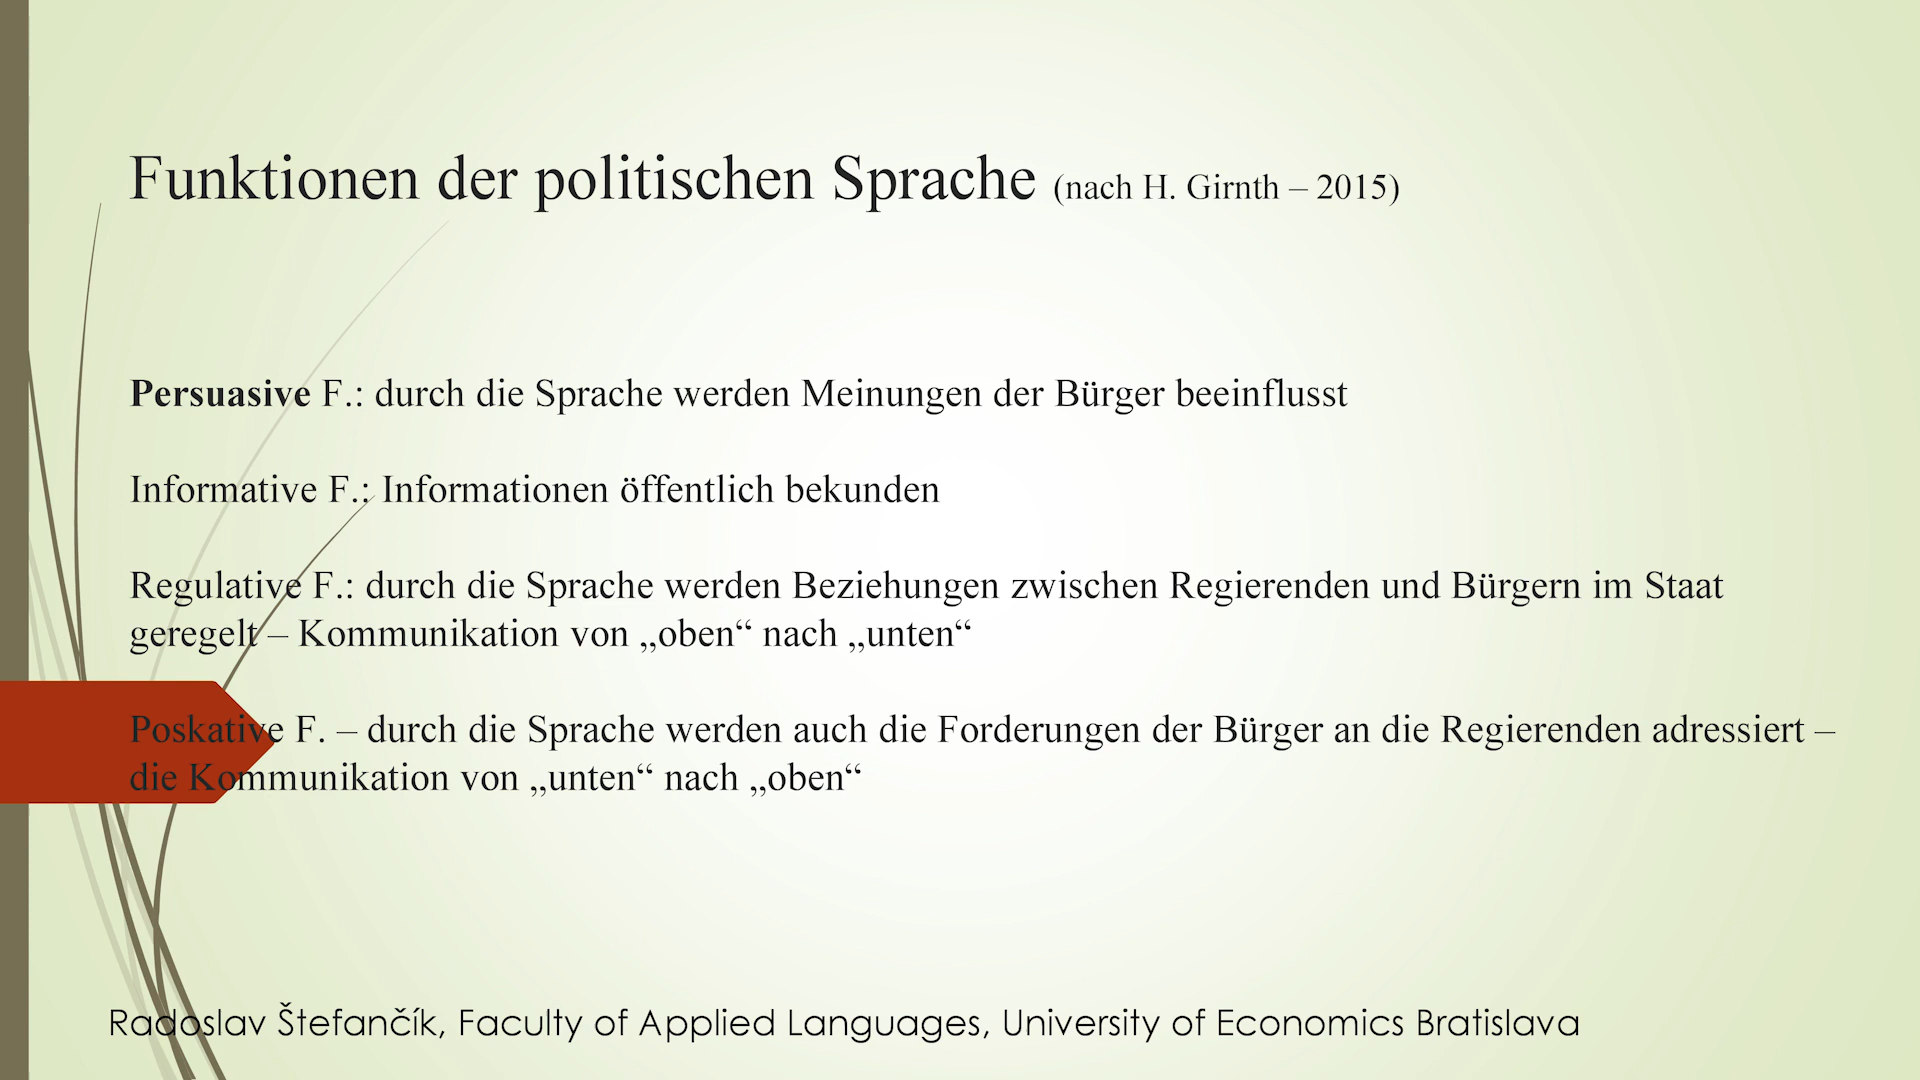 Funktionen der politischen Sprache (nach H. Girnth – 2015)
Persuasive F.: durch die Sprache werden Meinungen der Bürger beeinflusst
Informative F.: Informationen öffentlich bekunden
Regulative F.: durch die Sprache werden Beziehungen zwischen Regierenden und Bürgern im Staat
geregelt – Kommunikation von „oben“ nach „unten“
Poskative F. – durch die Sprache werden auch die Forderungen der Bürger an die Regierenden adressiert –
die Kommunikation von „unten“ nach „oben“
Radoslav Štefančík, Faculty of Applied Languages, University of Economics Bratislava